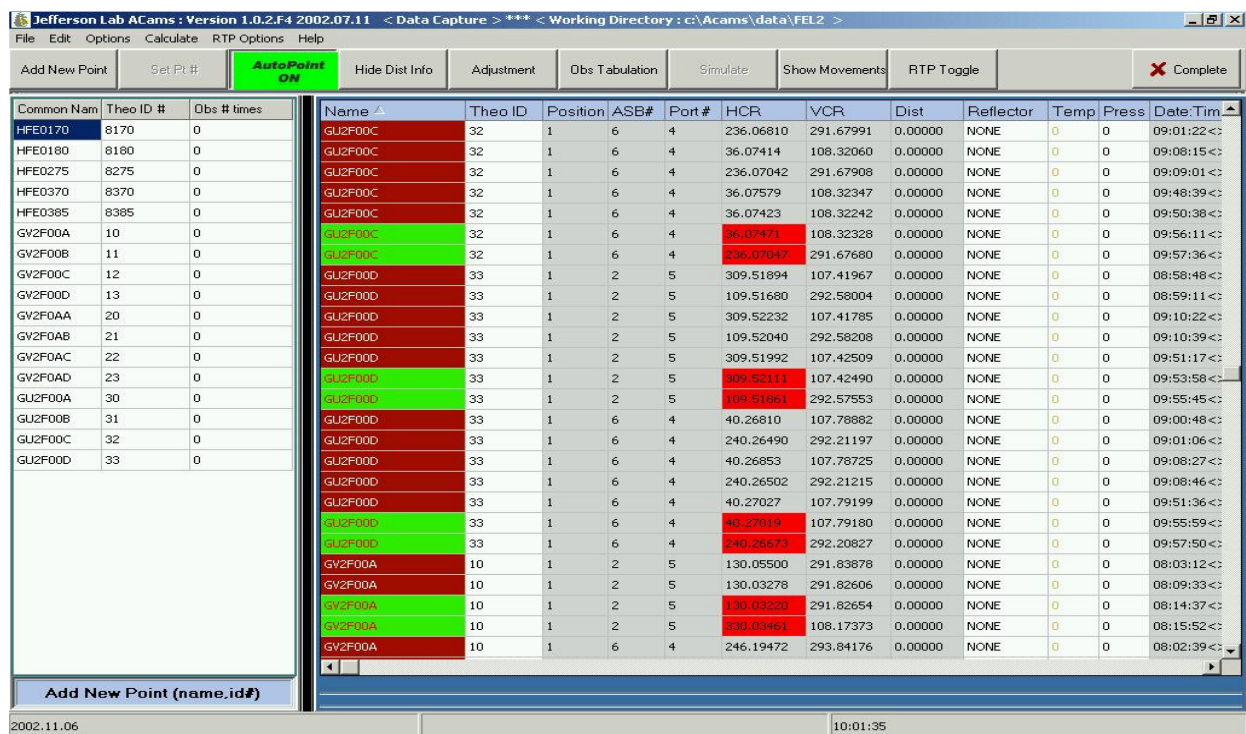 Jefferson Lab ACams : Version 1.0.2.F4 2002.07.11 < Data Capture > *** < Working Directory : c:\Acams\data\FEL2 >
File Edit Options Calculate RTP Options Help
Add New Point Set Pt # AutoPoint ON Hide Dist Info Adjustment Obs Tabulation Simulate Show Movements RTP Toggle Complete
Common Nam Theo ID # Obs # times
HFE0170 8170 0
HFE0180 8180 0
HFE0275 8275 0
HFE0370 8370 0
HFE0385 8385 0
GV2F00A 10 0
GV2F00B 11 0
GV2F00C 12 0
GV2F00D 13 0
GV2F0AA 20 0
GV2F0AB 21 0
GV2F0AC 22 0
GV2F0AD 23 0
GU2F00A 30 0
GU2F00B 31 0
GU2F00C 32 0
GU2F00D 33 0
Add New Point (name,id#)
Name Theo ID Position ASB# Port # HCR VCR Dist Reflector Temp Press Date:Tim
GU2F00C 32 1 6 4 236.06810 291.67991 0.00000 NONE 0 0 09:01:22<>
GU2F00C 32 1 6 4 36.07414 108.32060 0.00000 NONE 0 0 09:08:15<>
GU2F00C 32 1 6 4 236.07042 291.67908 0.00000 NONE 0 0 09:09:01<>
GU2F00C 32 1 6 4 36.07579 108.32347 0.00000 NONE 0 0 09:48:39<>
GU2F00C 32 1 6 4 36.07423 108.32242 0.00000 NONE 0 0 09:50:38<>
GU2F00C 32 1 6 4 36.07471 108.32328 0.00000 NONE 0 0 09:56:11<>
GU2F00C 32 1 6 4 236.07047 291.67680 0.00000 NONE 0 0 09:57:36<>
GU2F00D 33 1 2 5 309.51894 107.41967 0.00000 NONE 0 0 08:58:48<>
GU2F00D 33 1 2 5 109.51680 292.58004 0.00000 NONE 0 0 08:59:11<>
GU2F00D 33 1 2 5 309.52232 107.41785 0.00000 NONE 0 0 09:10:22<>
GU2F00D 33 1 2 5 109.52040 292.58208 0.00000 NONE 0 0 09:10:39<>
GU2F00D 33 1 2 5 309.51992 107.42509 0.00000 NONE 0 0 09:51:17<>
GU2F00D 33 1 2 5 309.52111 107.42490 0.00000 NONE 0 0 09:53:58<>
GU2F00D 33 1 2 5 109.51861 292.57553 0.00000 NONE 0 0 09:55:45<>
GU2F00D 33 1 6 4 40.26810 107.78882 0.00000 NONE 0 0 09:00:48<>
GU2F00D 33 1 6 4 240.26490 292.21197 0.00000 NONE 0 0 09:01:06<>
GU2F00D 33 1 6 4 40.26853 107.78725 0.00000 NONE 0 0 09:08:27<>
GU2F00D 33 1 6 4 240.26502 292.21215 0.00000 NONE 0 0 09:08:46<>
GU2F00D 33 1 6 4 40.27027 107.79199 0.00000 NONE 0 0 09:51:36<>
GU2F00D 33 1 6 4 40.27019 107.79180 0.00000 NONE 0 0 09:55:59<>
GU2F00D 33 1 6 4 240.26673 292.20827 0.00000 NONE 0 0 09:57:50<>
GV2F00A 10 1 2 5 130.05500 291.83878 0.00000 NONE 0 0 08:03:12<>
GV2F00A 10 1 2 5 130.03278 291.82606 0.00000 NONE 0 0 08:09:33<>
GV2F00A 10 1 2 5 130.03220 291.82654 0.00000 NONE 0 0 08:14:37<>
GV2F00A 10 1 2 5 330.03461 108.17373 0.00000 NONE 0 0 08:15:52<>
GV2F00A 10 1 6 4 246.19472 293.84176 0.00000 NONE 0 0 08:02:39<>
2002.11.06 10:01:35